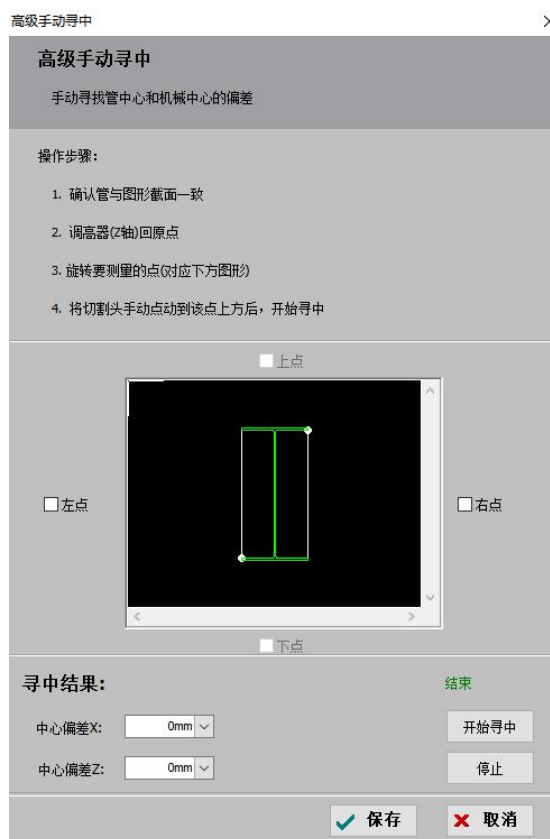 高级手动寻中
高级手动寻中
手动寻找管中心和机械中心的偏差
操作步骤:
1. 确认管与图形截面一致
2. 调高器(Z轴)回原点
3. 旋转要测量的点(对应下方图形)
4. 将切割头手动点动到该点上方后，开始寻中
上点
左点
右点
下点
寻中结果:
结束
中心偏差X:
0mm
开始寻中
中心偏差Z:
0mm
停止
保存
取消